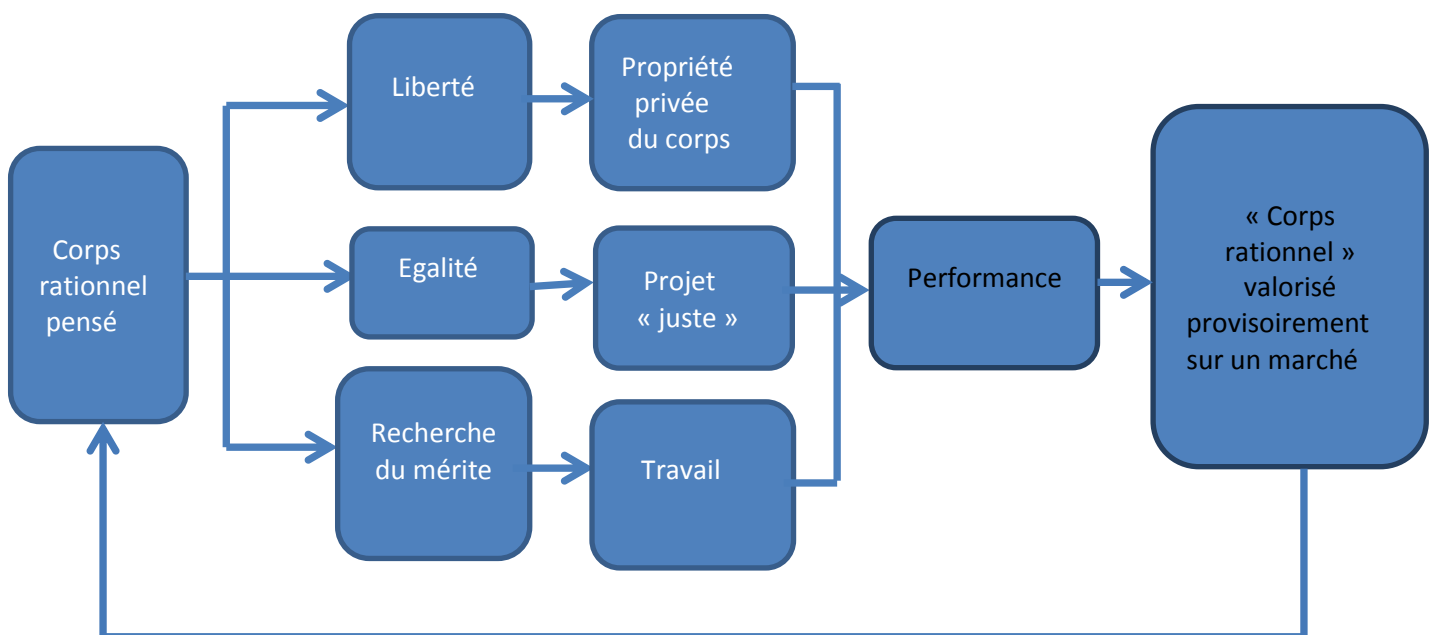 Corps
rationnel
pensé
Liberté
Propriété
privée
du corps
Egalité
Projet
« juste »
Recherche
du mérite
Travail
Performance
« Corps
rationnel »
valorisé
provisoirement
sur un marché